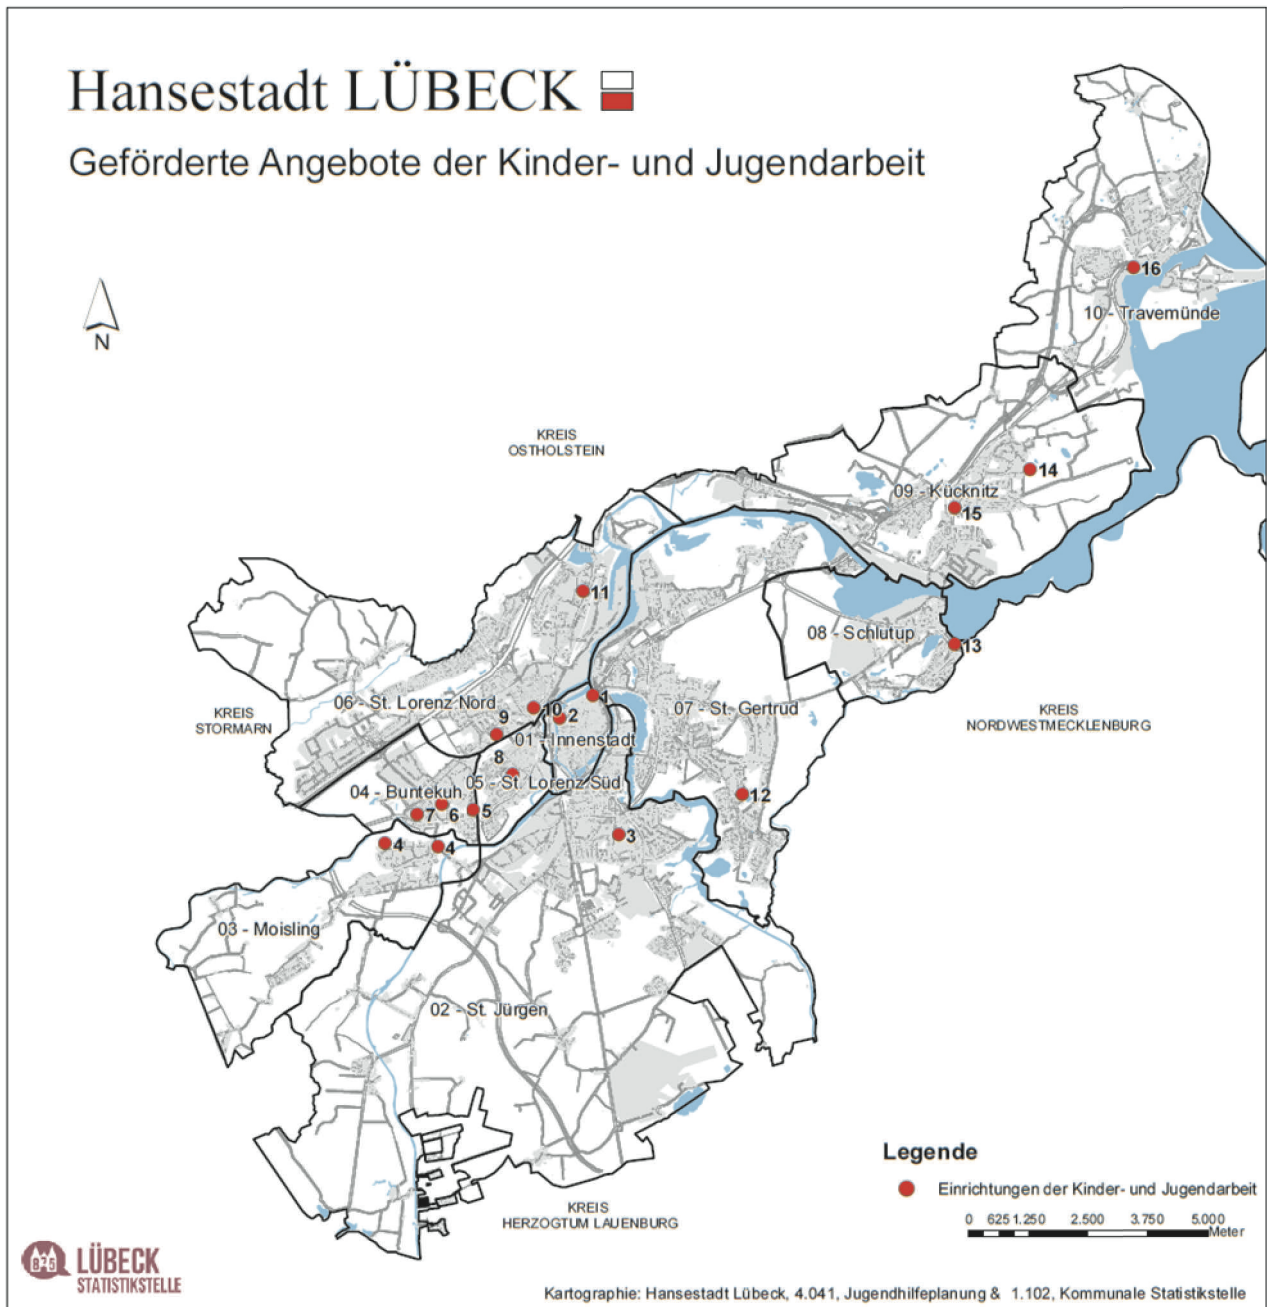 Hansestadt LÜBECK
Geförderte Angebote der Kinder- und Jugendarbeit
N
16
10 - Travemünde
KREIS
OSTHOLSTEIN
14
09 - Kücknitz
15
11
08 - Schlutup
13
06 - St. Lorenz Nord
1
10
2
07 - St. Gertrud
KREIS
STORMARN
KREIS
NORDWESTMECKLENBURG
9
01 - Innenstadt
8
05 - St. Lorenz Süd
04 - Buntekuh
12
7
6
5
3
4
4
03 - Moisling
02 - St. Jürgen
KREIS
HERZOGTUM LAUENBURG
Legende
Einrichtungen der Kinder- und Jugendarbeit
0 625 1.250 2.500 3.750 5.000
Meter
LÜBECK
STATISTIKSTELLE
Kartographie: Hansestadt Lübeck, 4.041, Jugendhilfeplanung & 1.102, Kommunale Statistikstelle